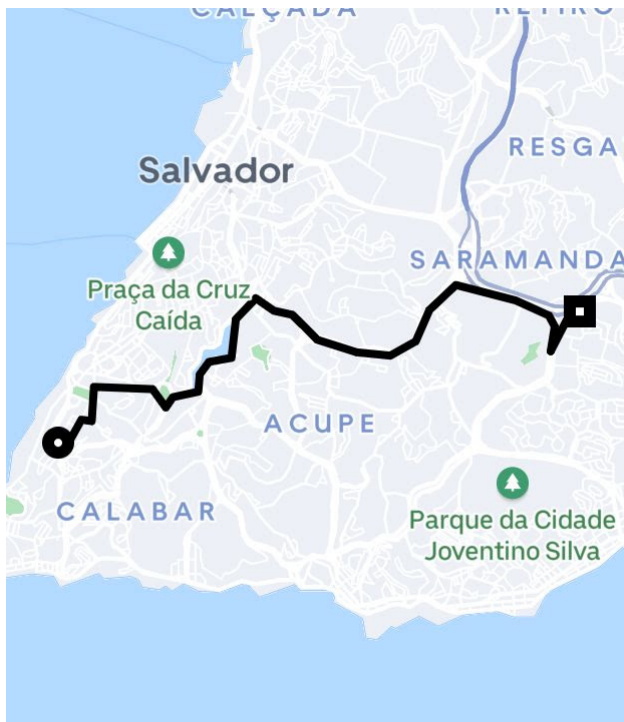 CALÇADA
RETIRO
RESGA
Salvador
SARAMANDA
Praça da Cruz
Caída
ACUPE
CALABAR
Parque da Cidade
Joventino Silva